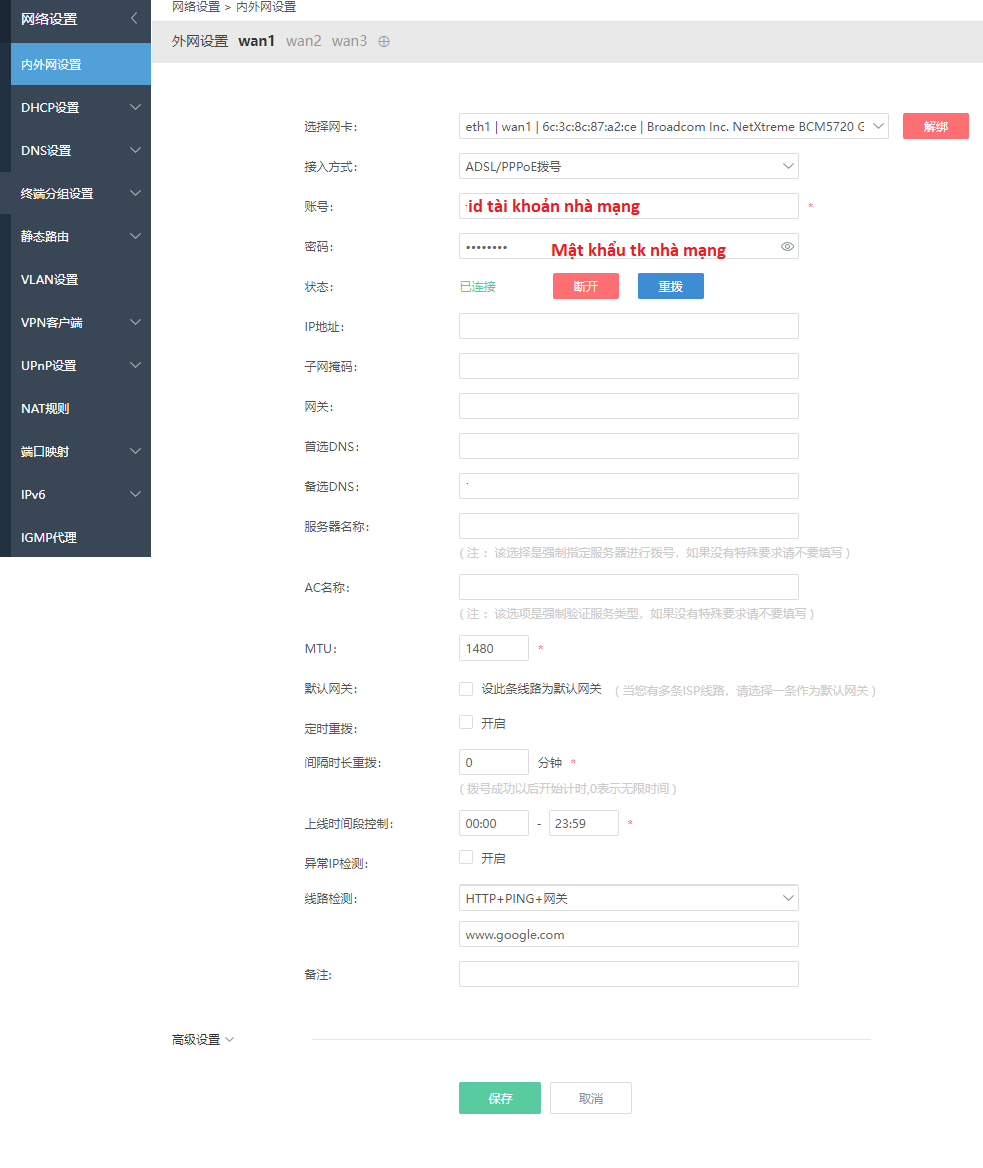 网络设置
内外网设置
DHCP设置
DNS设置
终端分组设置
静态路由
VLAN设置
VPN客户端
UPnP设置
NAT规则
端口映射
IPv6
IGMP代理
网络设置 > 内外网设置
外网设置 wan1 wan2 wan3
选择网卡: eth1 | wan1 | 6c:3c:8c:87:a2:ce | Broadcom Inc. NetXtreme BCM5720 G 解绑
接入方式: ADSL/PPPoE拨号
账号: id tài khoản nhà mạng *
密码: •••••••• Mật khẩu tk nhà mạng
状态: 已连接 断开 重拨
IP地址:
子网掩码:
网关:
首选DNS:
备选DNS:
服务器名称:
( 注 : 该选择是强制指定服务器进行拨号，如果没有特殊要求请不要填写 )
AC名称:
( 注 : 该选项是强制验证服务类型，如果没有特殊要求请不要填写 )
MTU: 1480 *
默认网关: 设此条线路为默认网关 ( 当您有多条ISP线路，请选择一条作为默认网关 )
定时重拨: 开启
间隔时长重拨: 0 分钟 *
( 拨号成功以后开始计时,0表示无限时间 )
上线时间段控制: 00:00 - 23:59 *
异常IP检测: 开启
线路检测: HTTP+PING+网关
www.google.com
备注:
高级设置
保存 取消